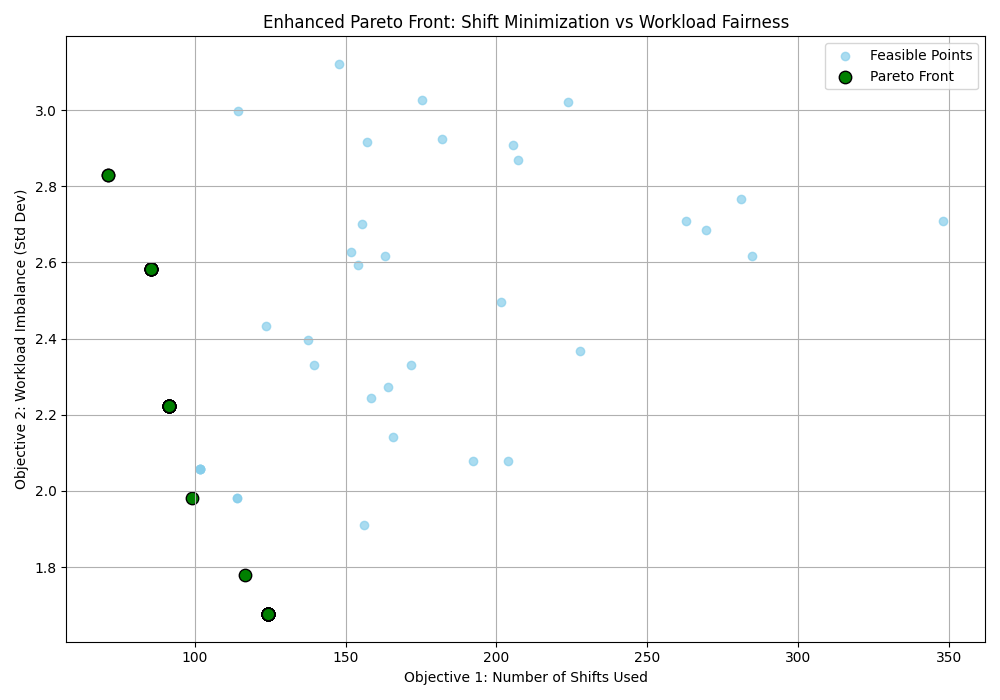 Enhanced Pareto Front: Shift Minimization vs Workload Fairness
Feasible Points
Pareto Front
Objective 2: Workload Imbalance (Std Dev)
3.0
2.8
2.6
2.4
2.2
2.0
1.8
100 150 200 250 300 350
Objective 1: Number of Shifts Used